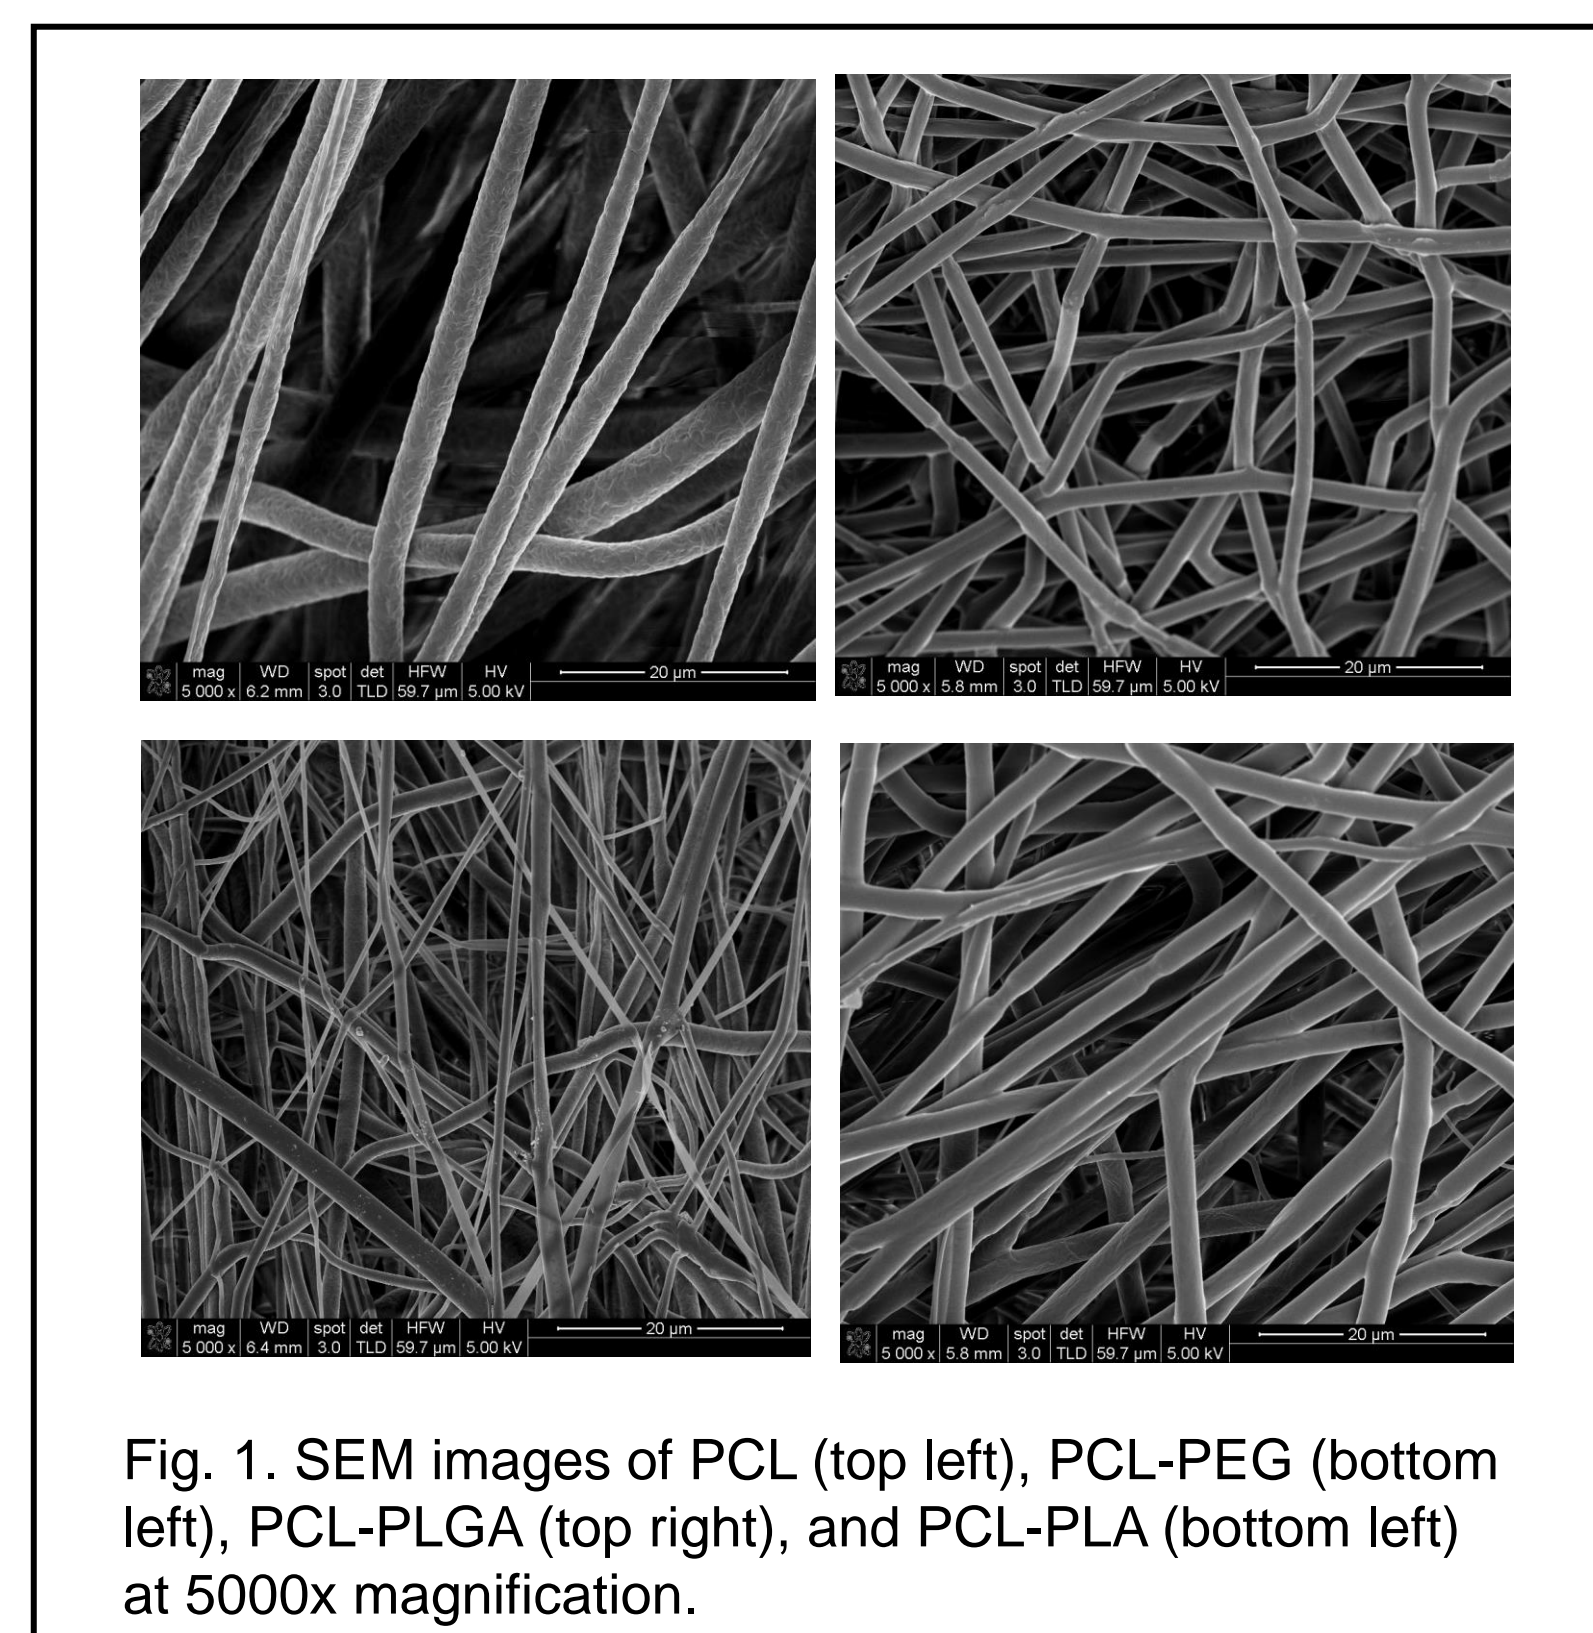 mag WD spot det HFW HV 20 µm
5 000 x 6.2 mm 3.0 TLD 59.7 µm 5.00 kV
mag WD spot det HFW HV 20 µm
5 000 x 5.8 mm 3.0 TLD 59.7 µm 5.00 kV
mag WD spot det HFW HV 20 µm
5 000 x 6.4 mm 3.0 TLD 59.7 µm 5.00 kV
mag WD spot det HFW HV 20 µm
5 000 x 5.8 mm 3.0 TLD 59.7 µm 5.00 kV
Fig. 1. SEM images of PCL (top left), PCL-PEG (bottom
left), PCL-PLGA (top right), and PCL-PLA (bottom left)
at 5000x magnification.